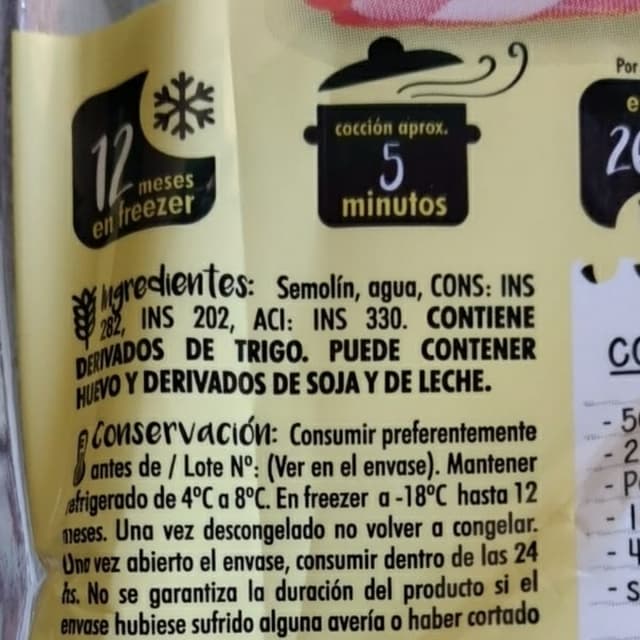 12
meses
en freezer
cocción aprox.
5
minutos
Por
Ingredientes: Semolín, agua, CONS: INS
282, INS 202, ACI: INS 330. CONTIENE
DERIVADOS DE TRIGO. PUEDE CONTENER
HUEVO Y DERIVADOS DE SOJA Y DE LECHE.
Conservación: Consumir preferentemente
antes de / Lote Nº: (Ver en el envase). Mantener
refrigerado de 4ºC a 8ºC. En freezer a -18ºC hasta 12
meses. Una vez descongelado no volver a congelar.
Una vez abierto el envase, consumir dentro de las 24
hs. No se garantiza la duración del producto si el
envase hubiese sufrido alguna avería o haber cortado